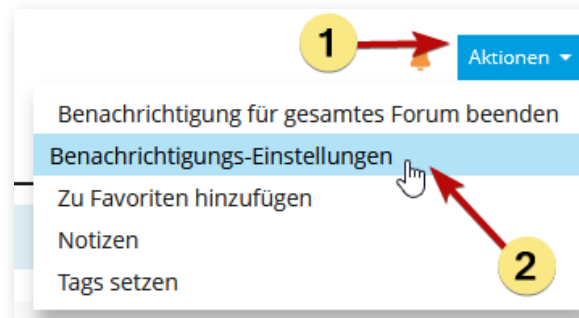 1
Aktionen
Benachrichtigung für gesamtes Forum beenden
Benachrichtigungs-Einstellungen
Zu Favoriten hinzufügen
Notizen
2
Tags setzen